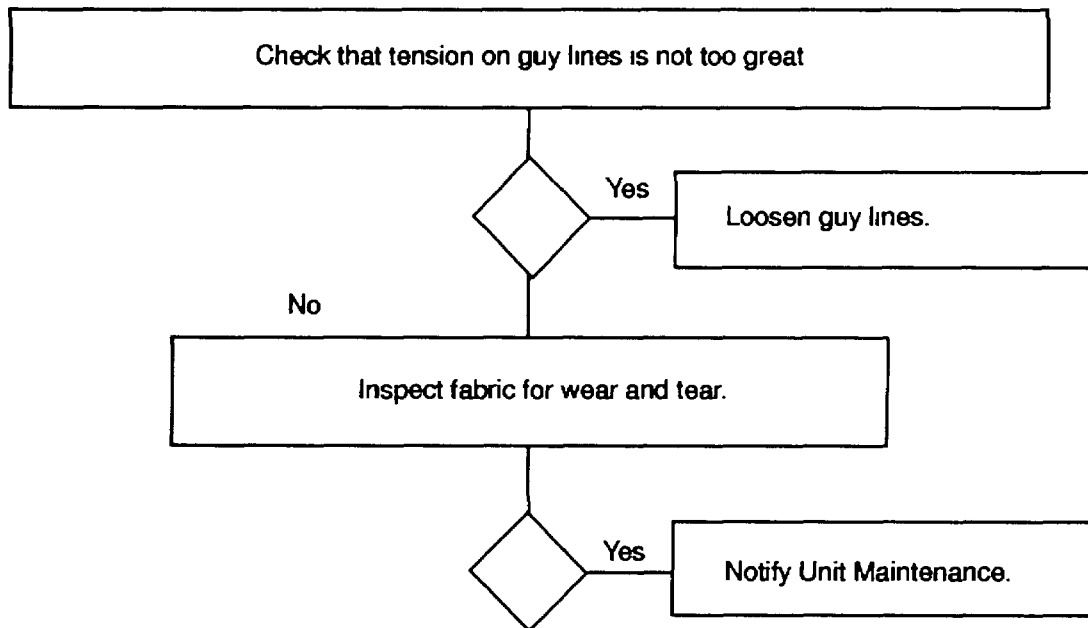 Check that tension on guy lines is not too great
Yes
Loosen guy lines.
No
Inspect fabric for wear and tear.
Yes
Notify Unit Maintenance.